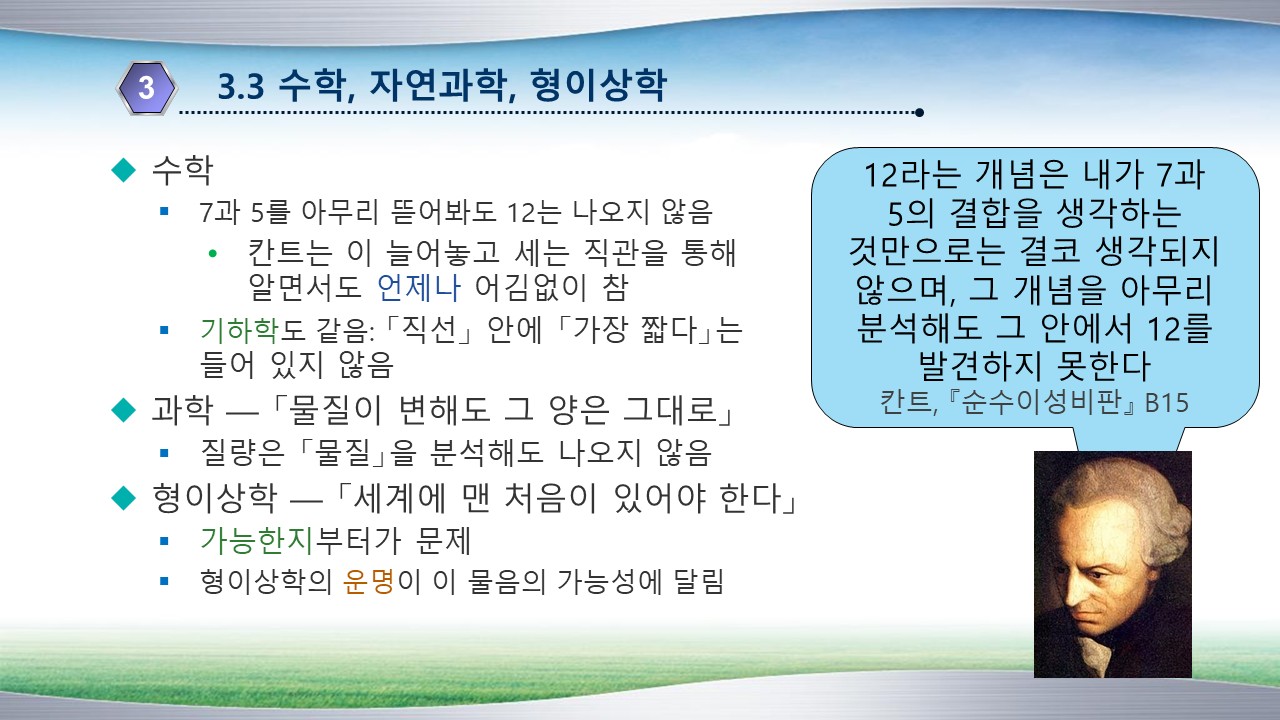 3
3.3 수학, 자연과학, 형이상학
수학
7과 5를 아무리 뜯어봐도 12는 나오지 않음
칸트는 이 늘어놓고 세는 직관을 통해
알면서도 언제나 어김없이 참
기하학도 같음: 「직선」 안에 「가장 짧다」는
들어 있지 않음
과학 — 「물질이 변해도 그 양은 그대로」
질량은 「물질」을 분석해도 나오지 않음
형이상학 — 「세계에 맨 처음이 있어야 한다」
가능한지부터가 문제
형이상학의 운명이 이 물음의 가능성에 달림
12라는 개념은 내가 7과
5의 결합을 생각하는
것만으로는 결코 생각되지
않으며, 그 개념을 아무리
분석해도 그 안에서 12를
발견하지 못한다
칸트, 『순수이성비판』 B15